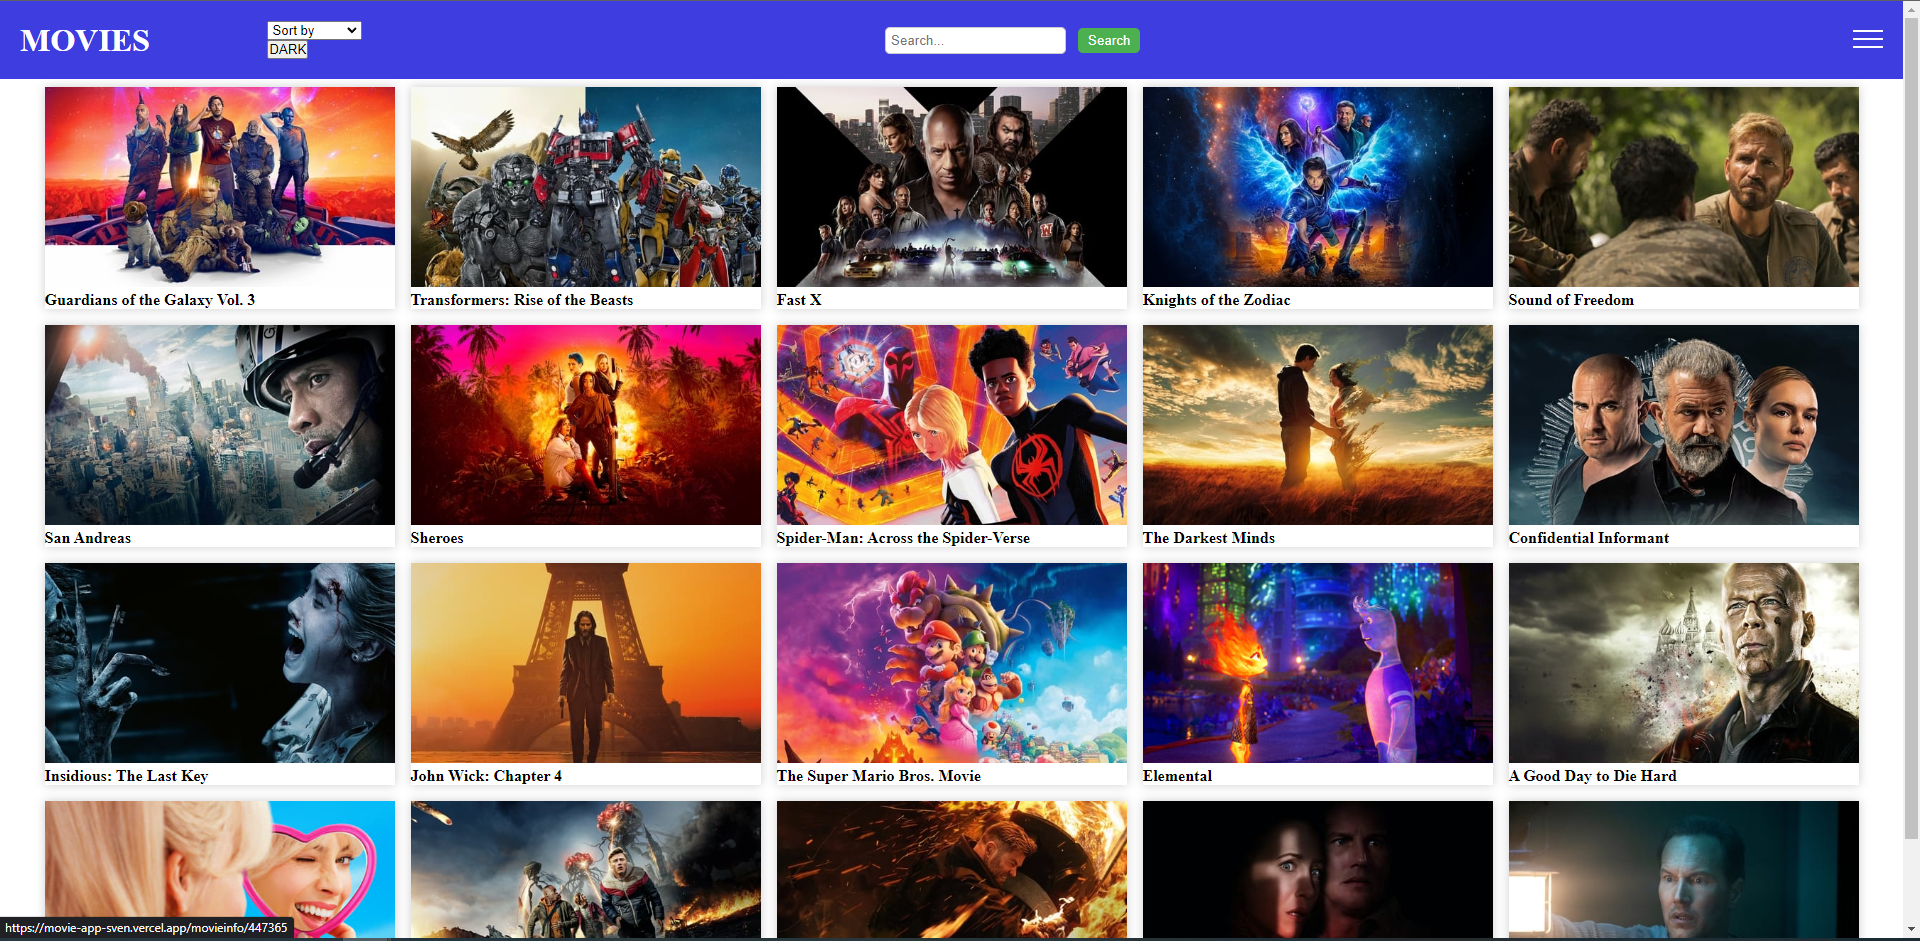 MOVIES
Sort by
DARK
Search...
Search
Guardians of the Galaxy Vol. 3
Transformers: Rise of the Beasts
Fast X
Knights of the Zodiac
Sound of Freedom
San Andreas
Sheroes
Spider-Man: Across the Spider-Verse
The Darkest Minds
Confidential Informant
Insidious: The Last Key
John Wick: Chapter 4
The Super Mario Bros. Movie
Elemental
A Good Day to Die Hard
https://movie-app-sven.vercel.app/movieinfo/447365